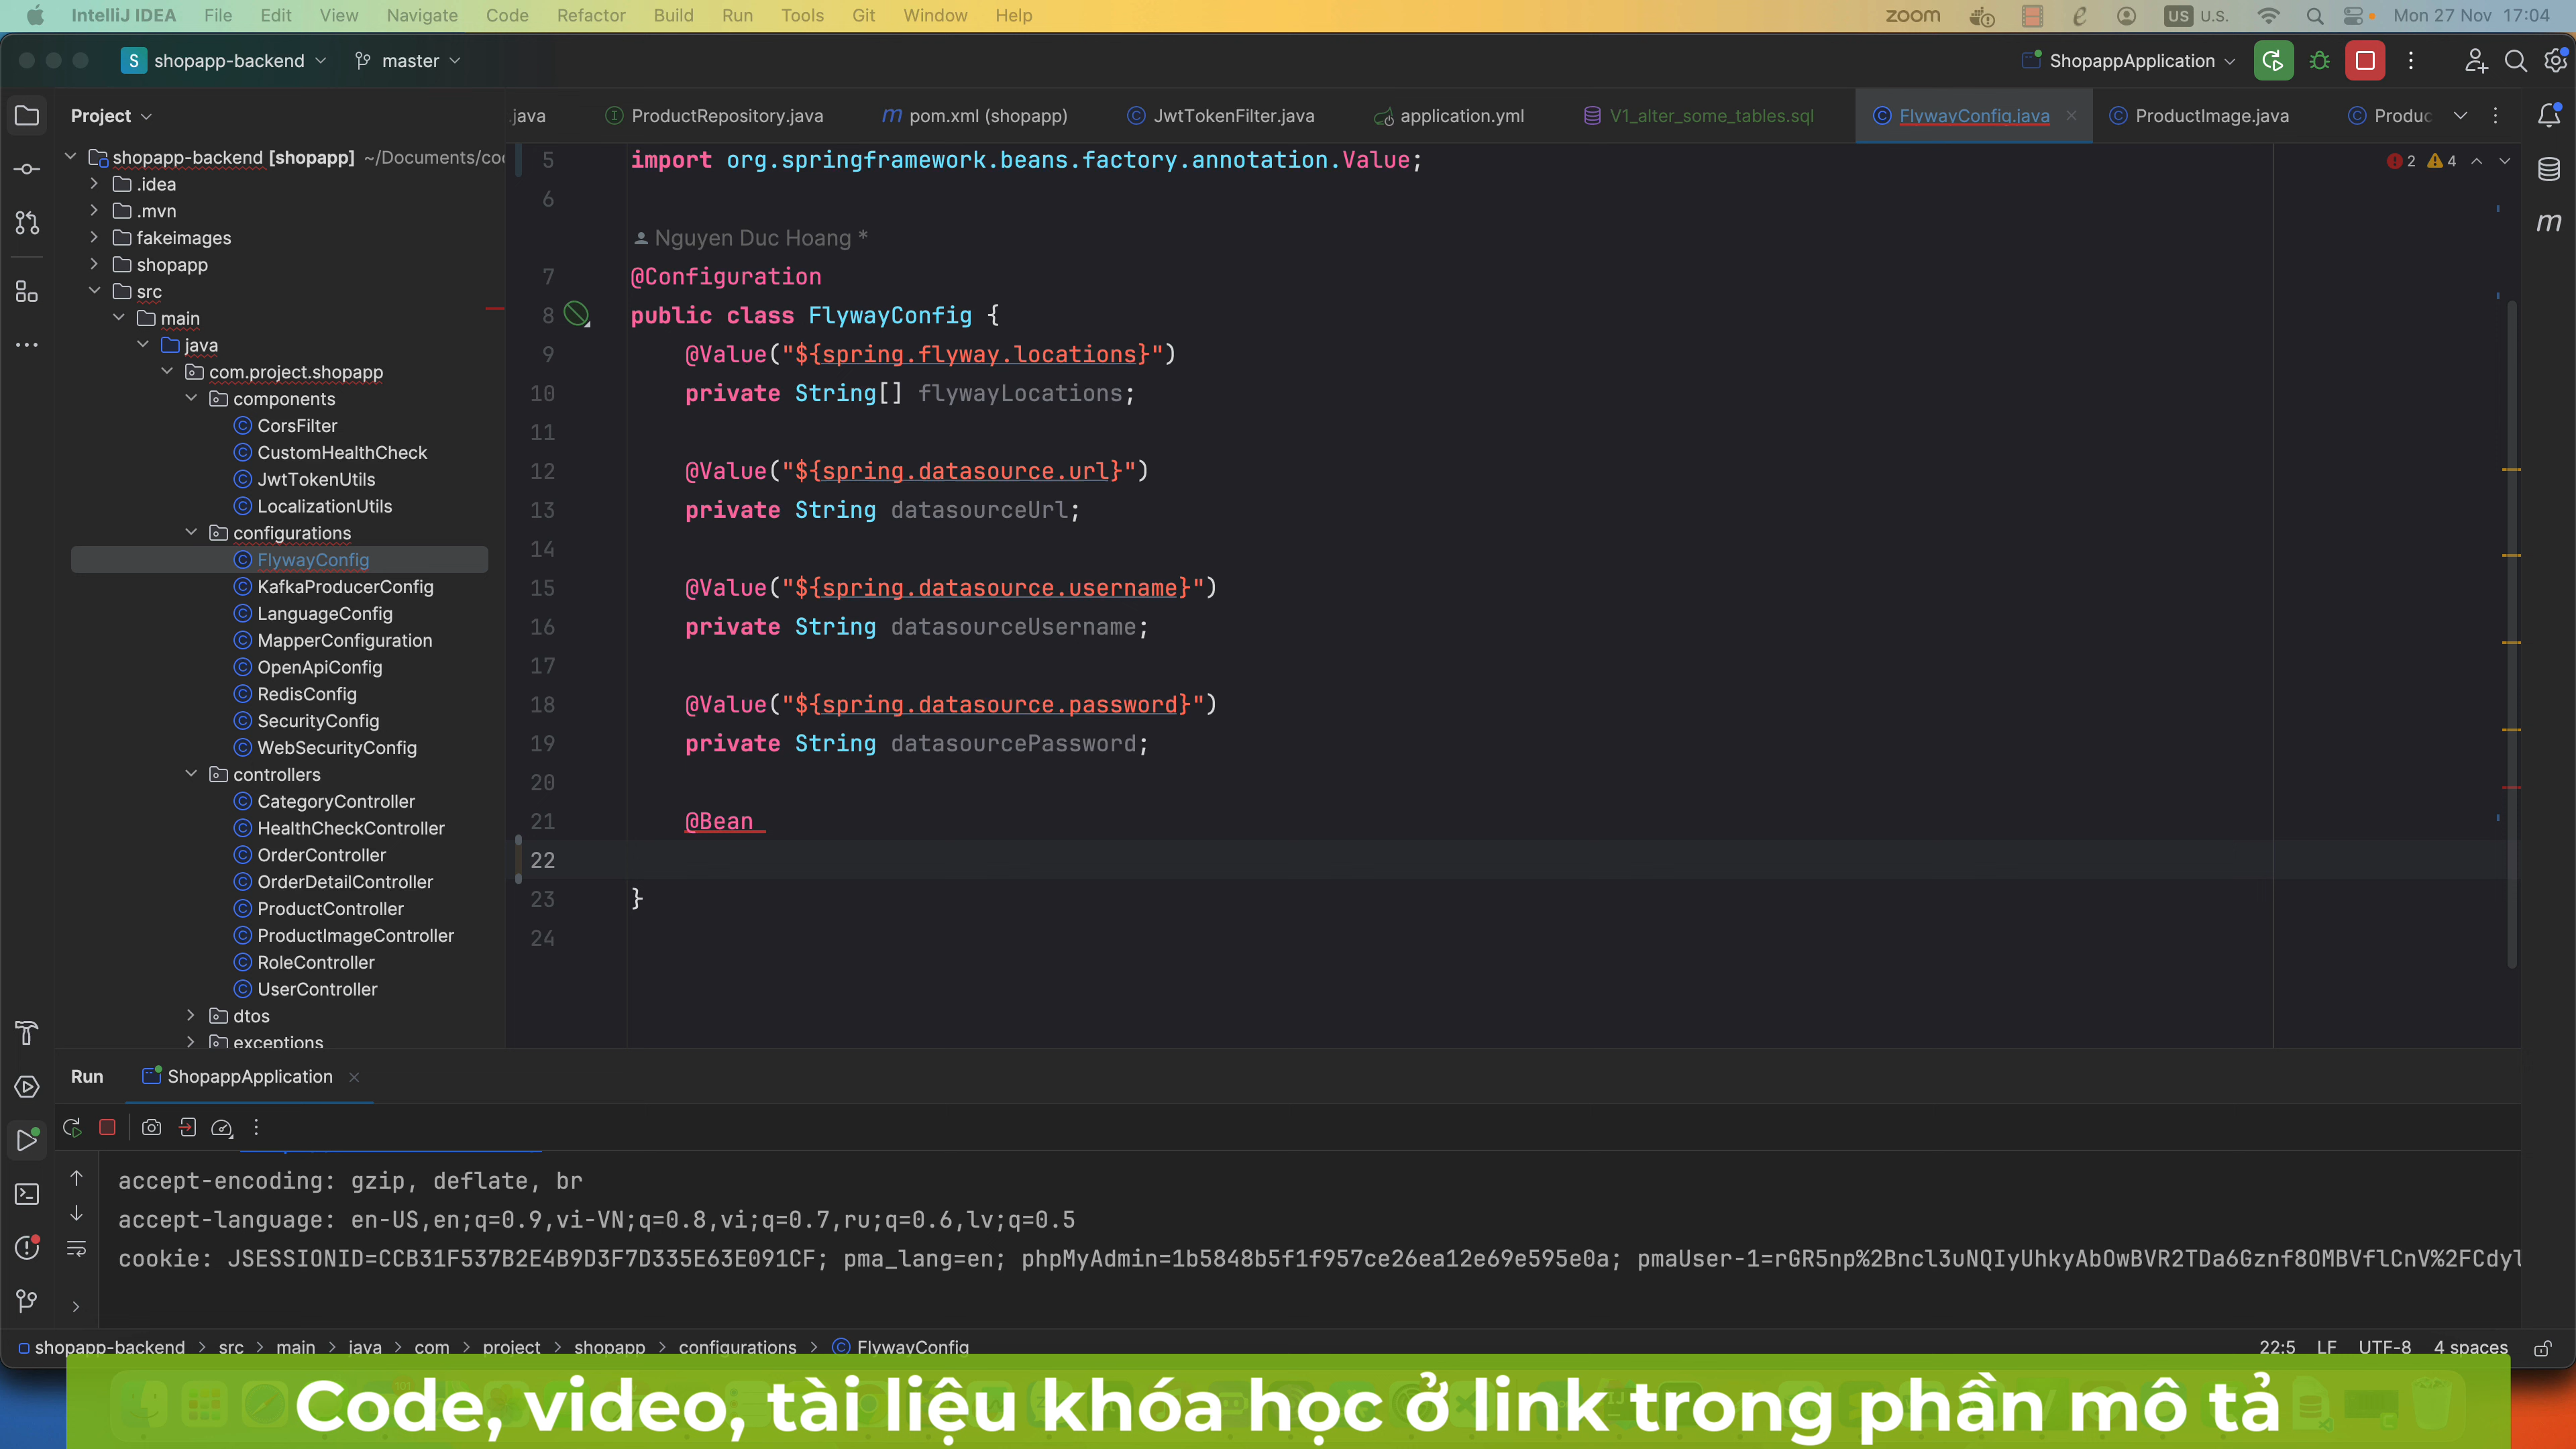 IntelliJ IDEA File Edit View Navigate Code Refactor Build Run Tools Git Window Help zoom US U.S. Mon 27 Nov 17:04
S shopapp-backend master ShopappApplication
Project
.java ProductRepository.java pom.xml (shopapp) JwtTokenFilter.java application.yml V1_alter_some_tables.sql FlywayConfig.java ProductImage.java Produc
shopapp-backend [shopapp] ~/Documents/co
.idea
.mvn
fakeimages
shopapp
src
main
java
com.project.shopapp
components
CorsFilter
CustomHealthCheck
JwtTokenUtils
LocalizationUtils
configurations
FlywayConfig
KafkaProducerConfig
LanguageConfig
MapperConfiguration
OpenApiConfig
RedisConfig
SecurityConfig
WebSecurityConfig
controllers
CategoryController
HealthCheckController
OrderController
OrderDetailController
ProductController
ProductImageController
RoleController
UserController
dtos
exceptions
2 4
5 import org.springframework.beans.factory.annotation.Value;
6
Nguyen Duc Hoang *
7 @Configuration
8 public class FlywayConfig {
9 @Value("${spring.flyway.locations}")
10 private String[] flywayLocations;
11
12 @Value("${spring.datasource.url}")
13 private String datasourceUrl;
14
15 @Value("${spring.datasource.username}")
16 private String datasourceUsername;
17
18 @Value("${spring.datasource.password}")
19 private String datasourcePassword;
20
21 @Bean
22
23 }
24
Run ShopappApplication
accept-encoding: gzip, deflate, br
accept-language: en-US,en;q=0.9,vi-VN;q=0.8,vi;q=0.7,ru;q=0.6,lv;q=0.5
cookie: JSESSIONID=CCB31F537B2E4B9D3F7D335E63E091CF; pma_lang=en; phpMyAdmin=1b5848b5f1f957ce26ea12e69e595e0a; pmaUser-1=rGR5np%2Bncl3uNQIyUhkyAbOwBVR2TDa6Gznf8OMBVflCnV%2FCdyl
shopapp-backend > src > main > java > com > project > shopapp > configurations > FlywayConfig 22:5 LF UTF-8 4 spaces
Code, video, tài liệu khóa học ở link trong phần mô tả